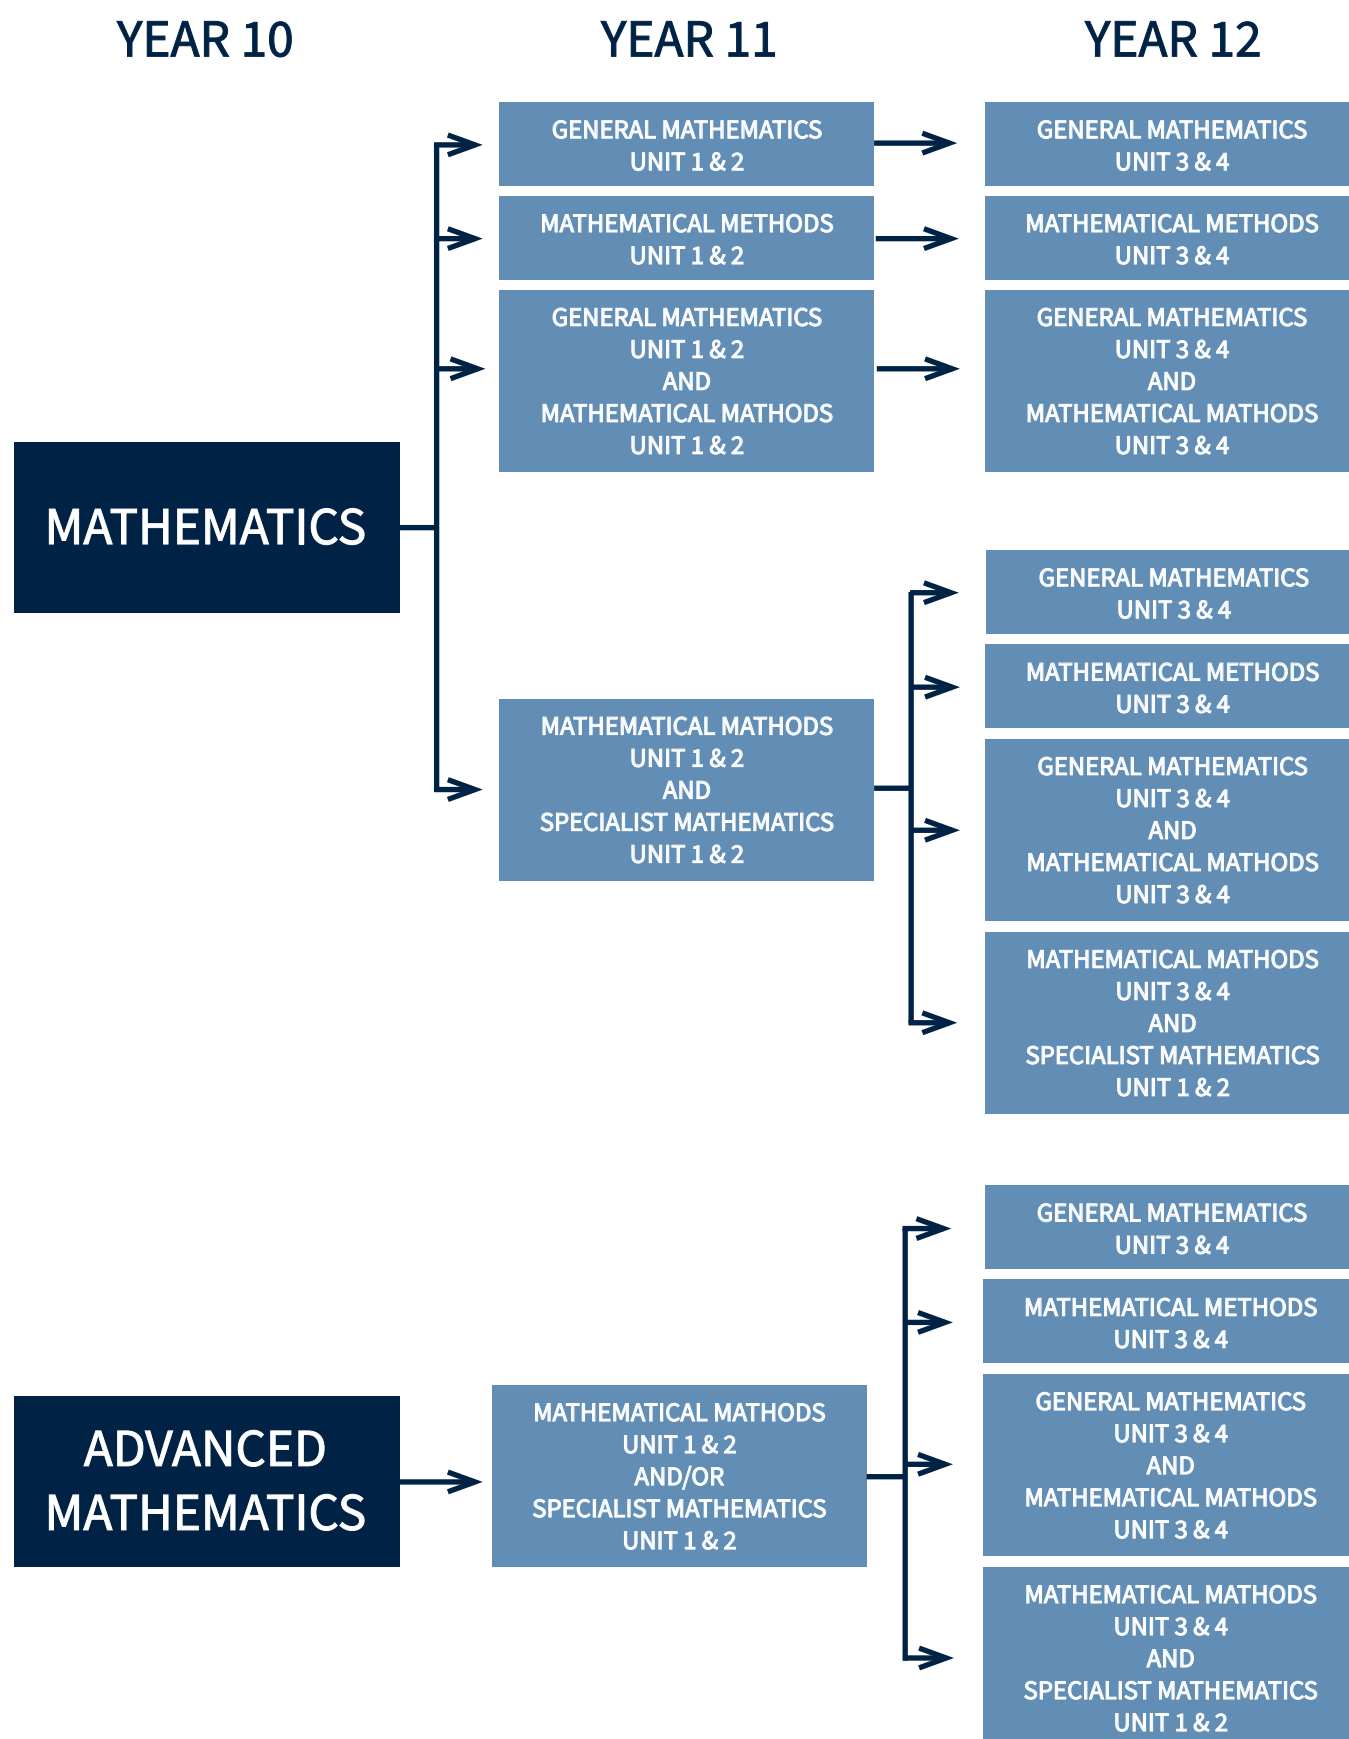 YEAR 10
YEAR 11
YEAR 12
MATHEMATICS
GENERAL MATHEMATICS
UNIT 1 & 2
MATHEMATICAL METHODS
UNIT 1 & 2
GENERAL MATHEMATICS
UNIT 1 & 2
AND
MATHEMATICAL MATHODS
UNIT 1 & 2
GENERAL MATHEMATICS
UNIT 3 & 4
MATHEMATICAL METHODS
UNIT 3 & 4
GENERAL MATHEMATICS
UNIT 3 & 4
AND
MATHEMATICAL MATHODS
UNIT 3 & 4
MATHEMATICAL MATHODS
UNIT 1 & 2
AND
SPECIALIST MATHEMATICS
UNIT 1 & 2
GENERAL MATHEMATICS
UNIT 3 & 4
MATHEMATICAL METHODS
UNIT 3 & 4
GENERAL MATHEMATICS
UNIT 3 & 4
AND
MATHEMATICAL MATHODS
UNIT 3 & 4
MATHEMATICAL MATHODS
UNIT 3 & 4
AND
SPECIALIST MATHEMATICS
UNIT 1 & 2
ADVANCED
MATHEMATICS
MATHEMATICAL MATHODS
UNIT 1 & 2
AND/OR
SPECIALIST MATHEMATICS
UNIT 1 & 2
GENERAL MATHEMATICS
UNIT 3 & 4
MATHEMATICAL METHODS
UNIT 3 & 4
GENERAL MATHEMATICS
UNIT 3 & 4
AND
MATHEMATICAL MATHODS
UNIT 3 & 4
MATHEMATICAL MATHODS
UNIT 3 & 4
AND
SPECIALIST MATHEMATICS
UNIT 1 & 2